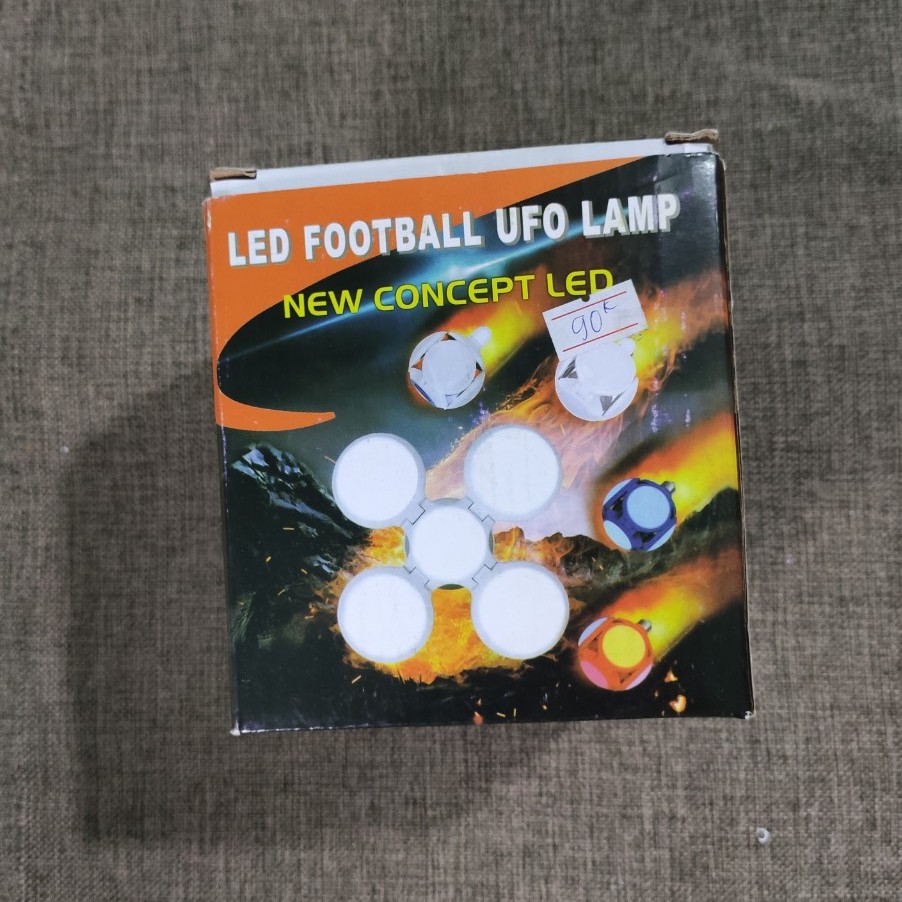 LED FOOTBALL UFO LAMP
NEW CONCEPT LED
90K